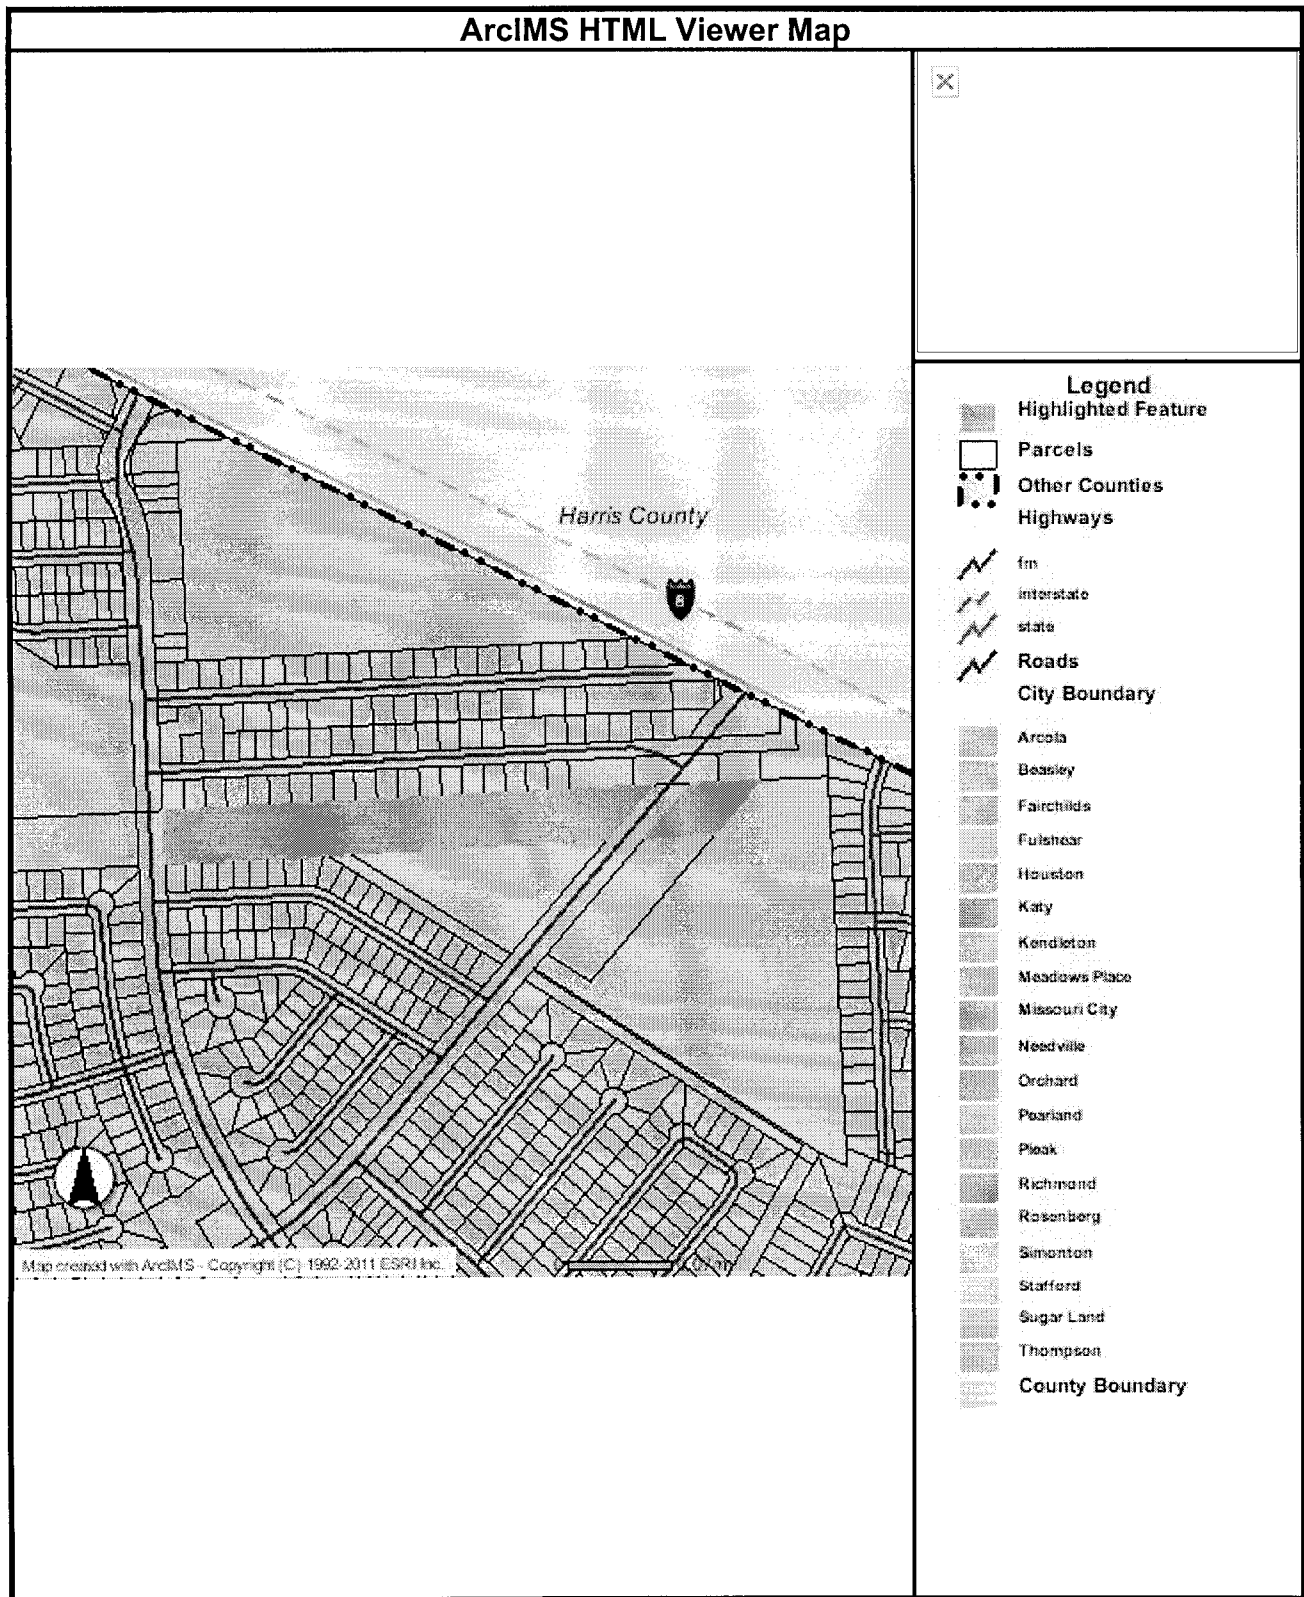 ArcIMS HTML Viewer Map
Harris County
8
Map created with ArcIMS - Copyright (C) 1992-2011 ESRI Inc.
Legend
Highlighted Feature
Parcels
Other Counties
Highways
fm
interstate
state
Roads
City Boundary
Arcola
Beasley
Fairchilds
Fulshear
Houston
Katy
Kendleton
Meadows Place
Missouri City
Needville
Orchard
Pearland
Pleak
Richmond
Rosenberg
Simonton
Stafford
Sugar Land
Thompson
County Boundary